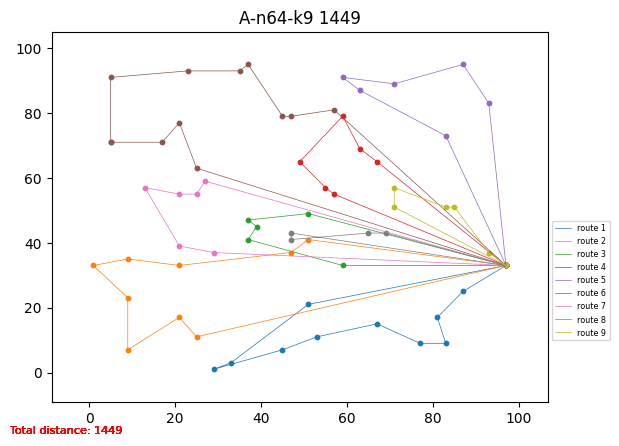 A-n64-k9 1449
100
80
60
40
20
0
0 20 40 60 80 100
route 1
route 2
route 3
route 4
route 5
route 6
route 7
route 8
route 9
Total distance: 1449